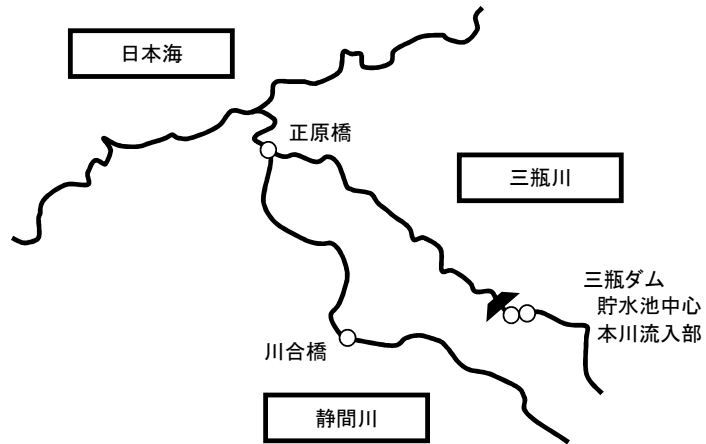 日本海
正原橋
三瓶川
三瓶ダム
貯水池中心
本川流入部
川合橋
静間川